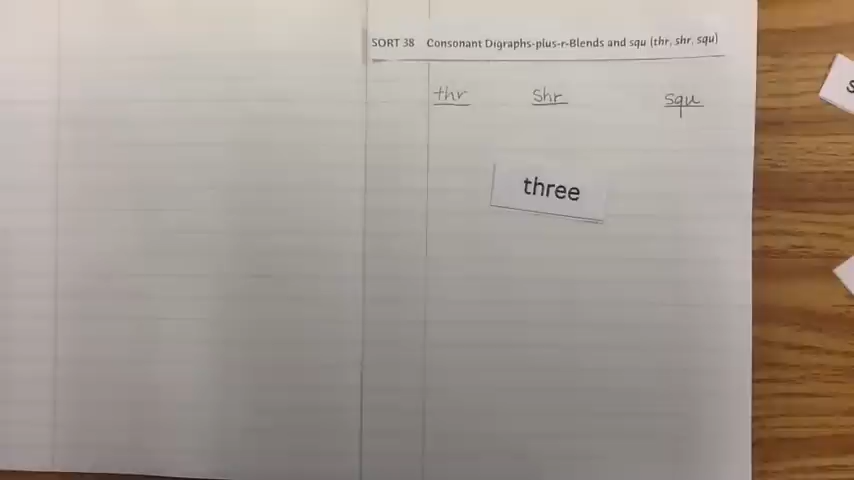 SORT 38 Consonant Digraphs-plus-r-Blends and squ (thr, shr, squ)
thr shr squ
three